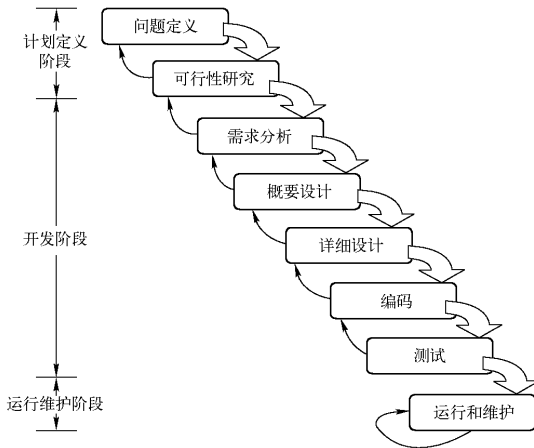 问题定义
计划定义
阶段
可行性研究
需求分析
概要设计
开发阶段
详细设计
编码
测试
运行维护阶段
运行和维护